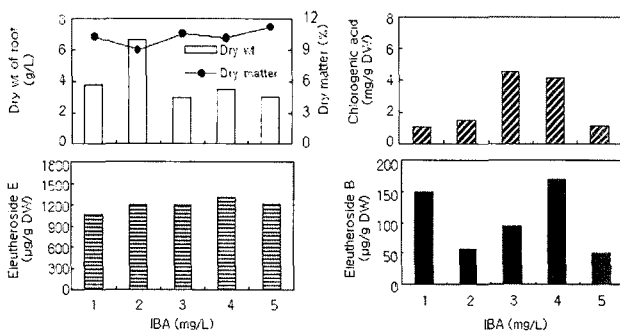 Dry wt of root
(g/L)
8
6
4
2
0
Dry wt
Dry matter
12
9
6
3
0
Dry matter (%)
Chlorogenic acid
(mg/g DW)
8
6
4
2
0
Eleutheroside E
(µg/g DW)
1800
1500
1200
900
600
300
0
1 2 3 4 5
IBA (mg/L)
Eleutheroside B
(µg/g DW)
200
150
100
50
0
1 2 3 4 5
IBA (mg/L)